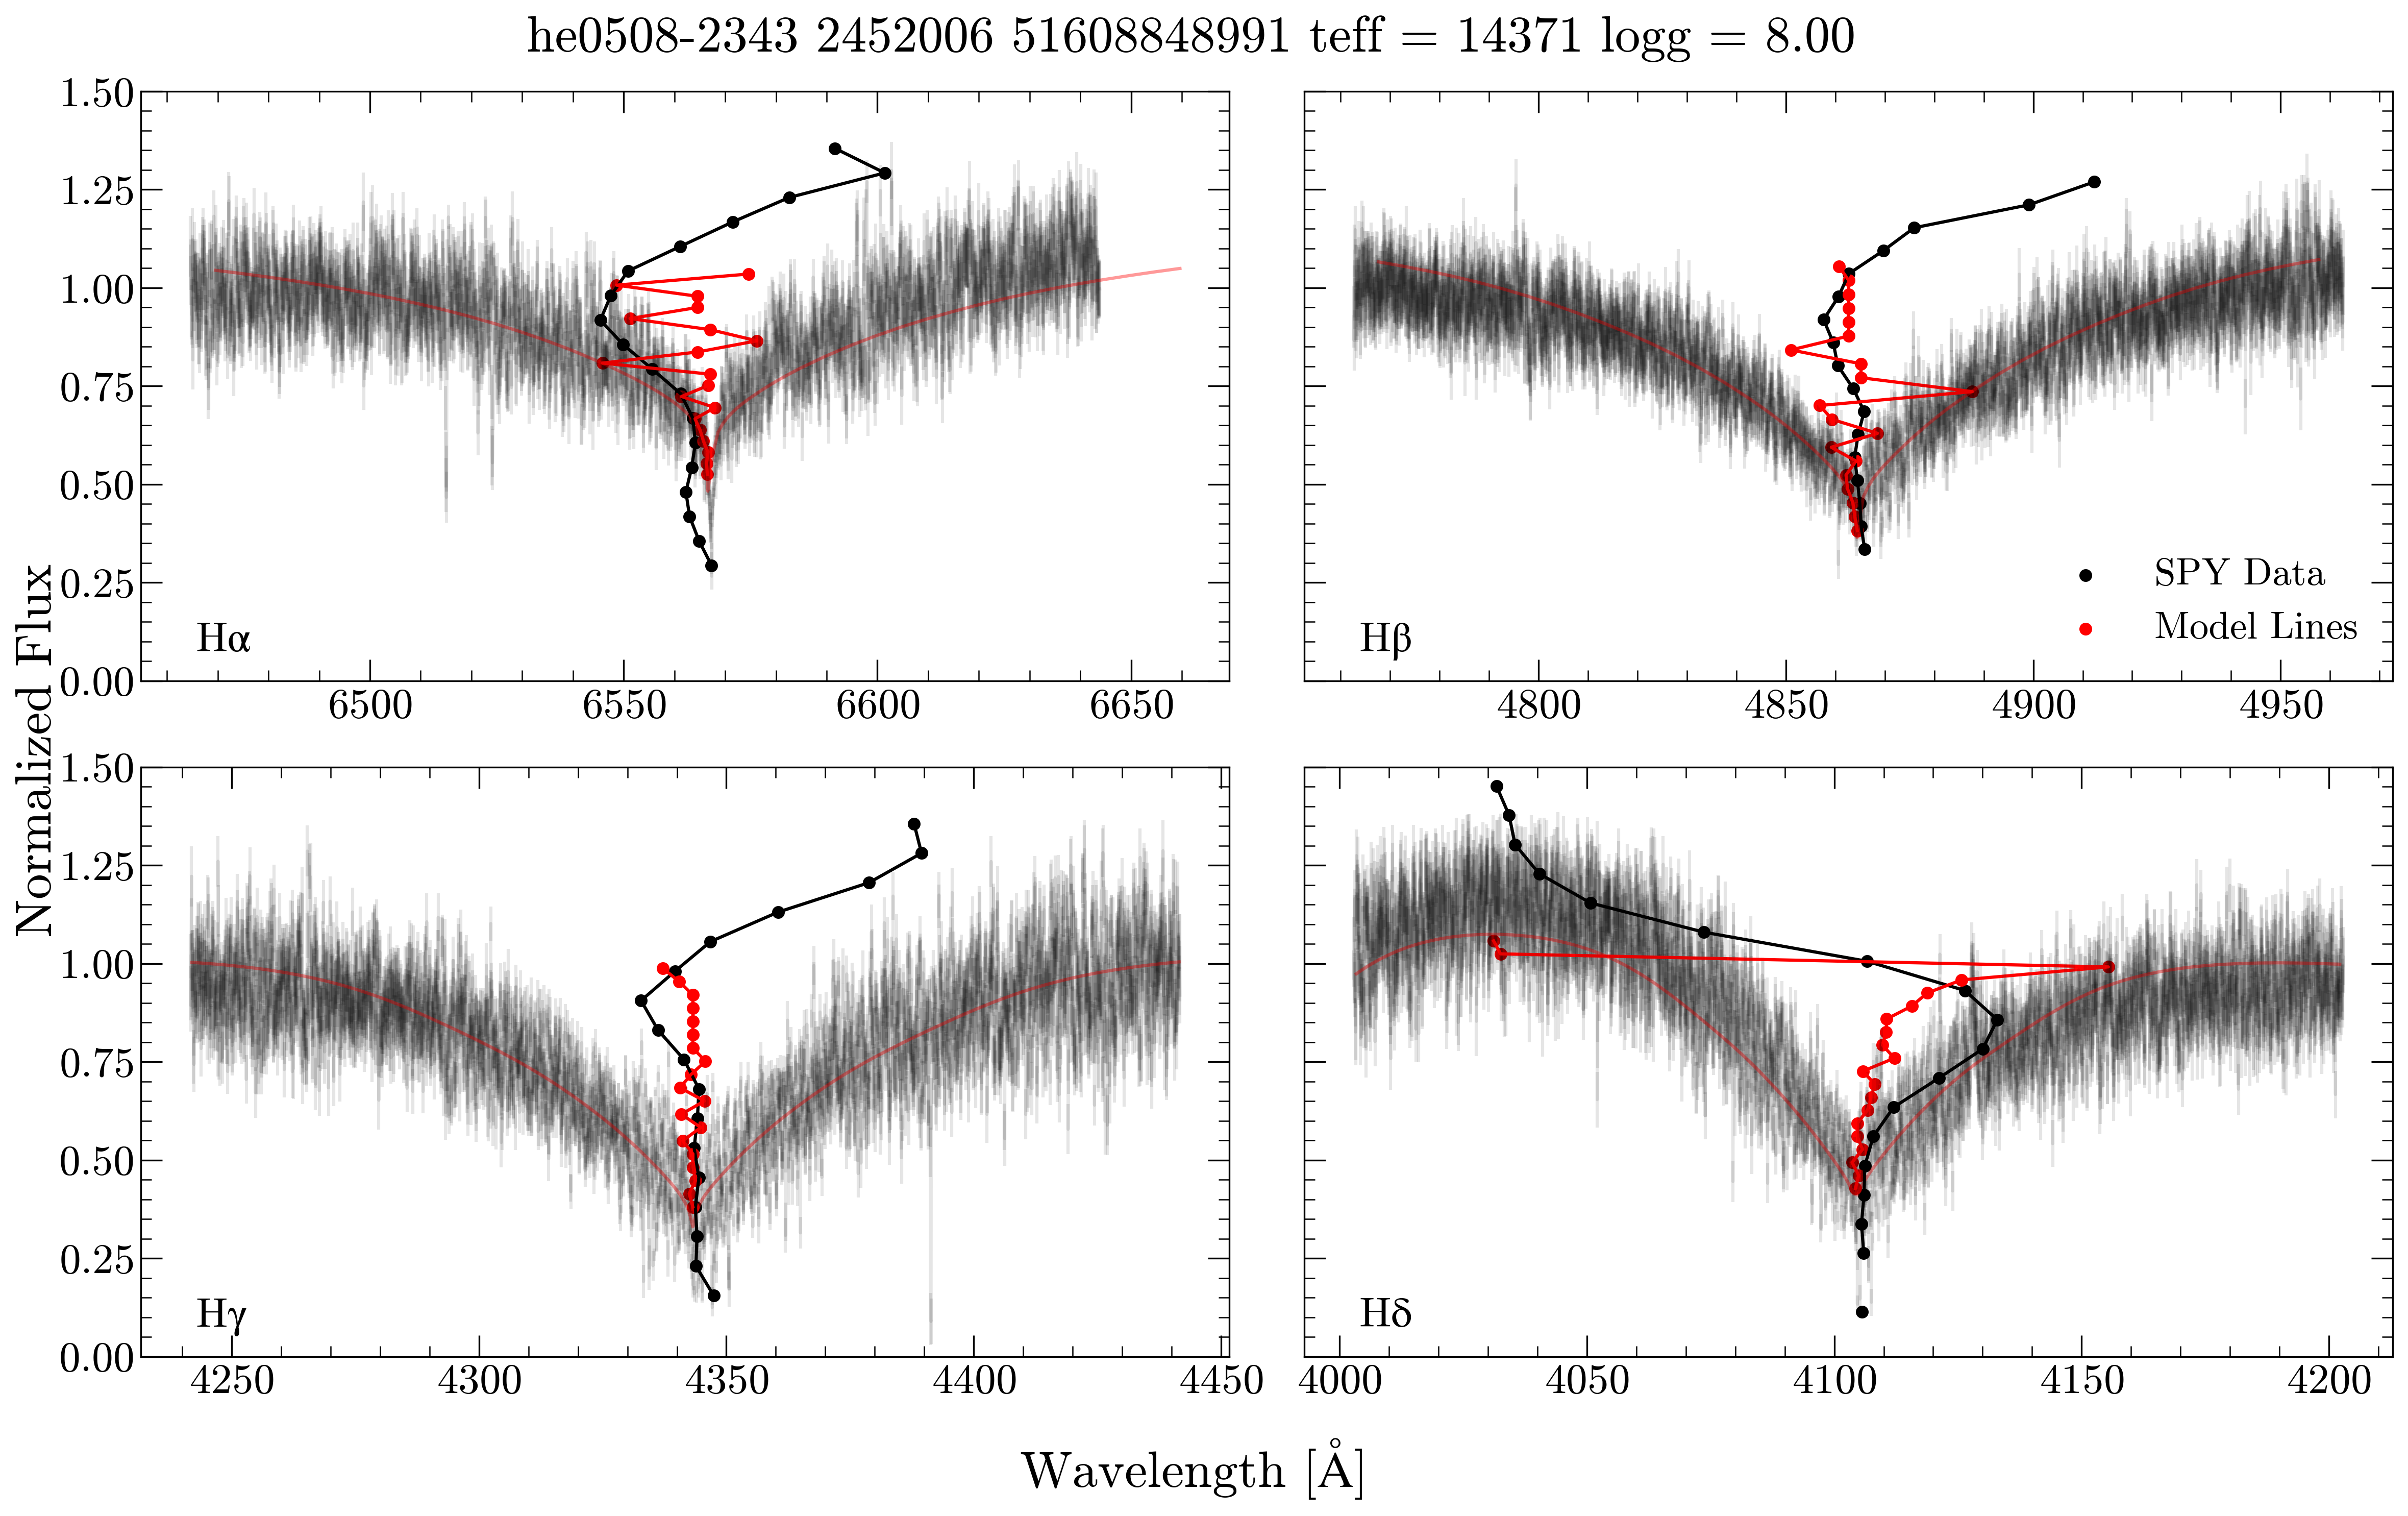 he0508-2343 2452006 51608848991 teff = 14371 logg = 8.00
Normalized Flux
1.50
1.25
1.00
0.75
0.50
0.25
0.00
Hα
6500 6550 6600 6650
Hβ
SPY Data
Model Lines
4800 4850 4900 4950
1.50
1.25
1.00
0.75
0.50
0.25
0.00
Hγ
4250 4300 4350 4400 4450
Hδ
4000 4050 4100 4150 4200
Wavelength [Å]